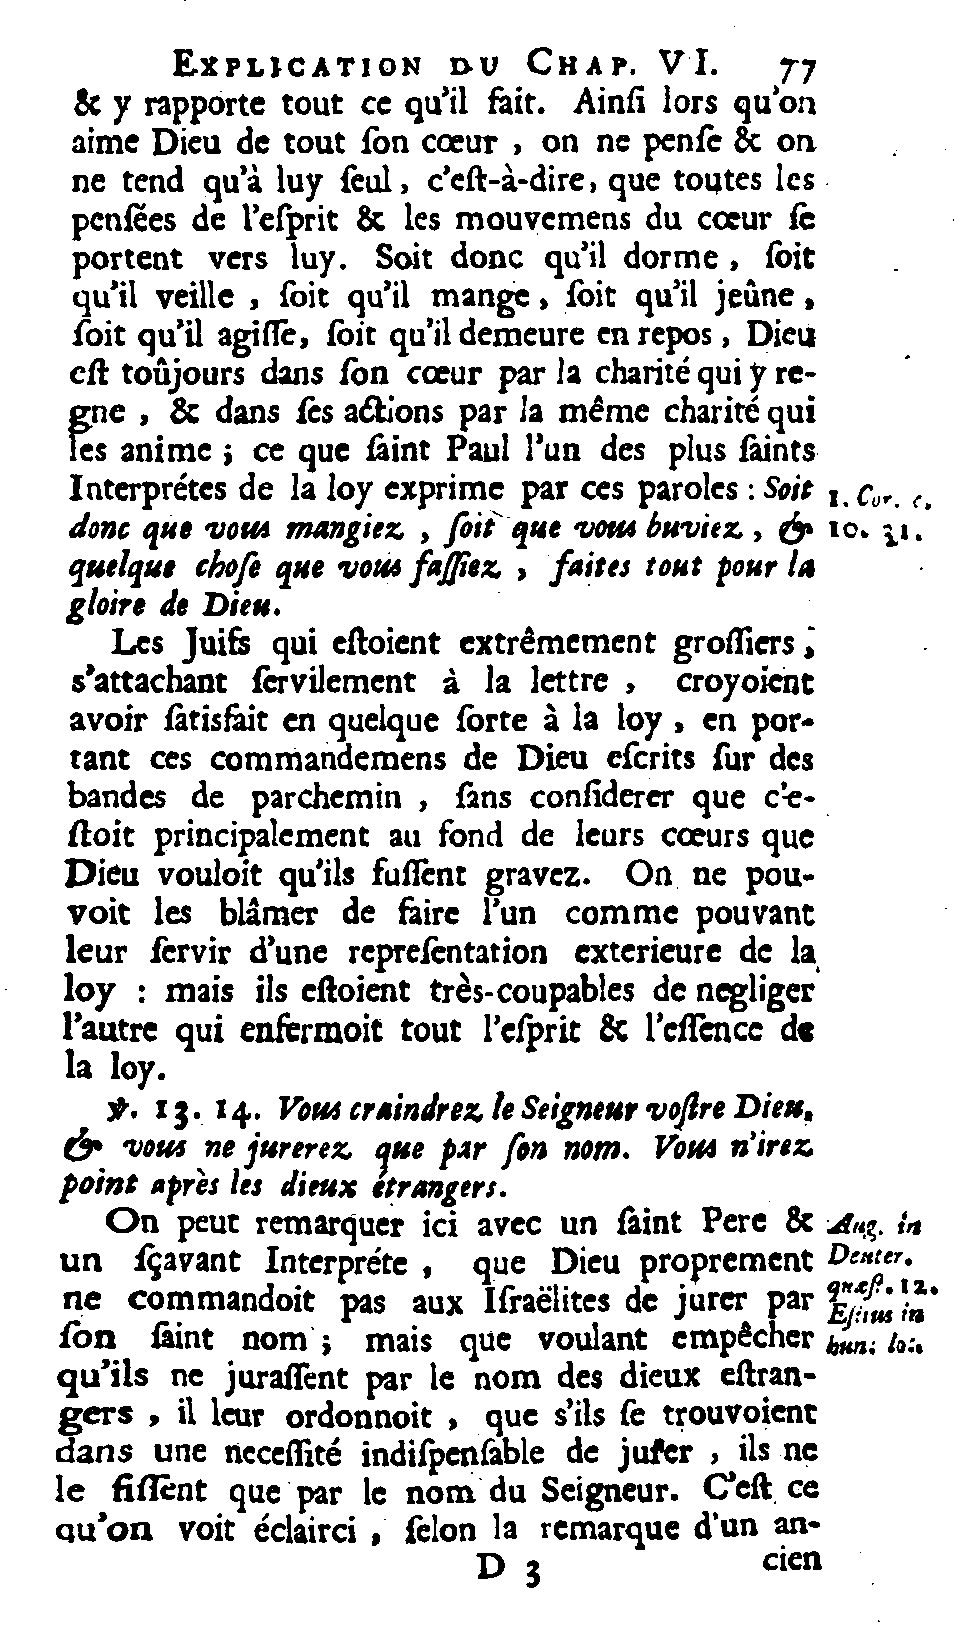 EXPLICATION DU CHAP. VI. 77
& y rapporte tout ce qu'il fait. Ainſi lors qu'on
aime Dieu de tout ſon cœur , on ne penſe & on
ne tend qu'à luy ſeul , c'eſt-à-dire, que toutes les
penſées de l'eſprit & les mouvemens du cœur ſe
portent vers luy. Soit donc qu'il dorme , ſoit
qu'il veille , ſoit qu'il mange , ſoit qu'il jeûne ,
ſoit qu'il agiſſe, ſoit qu'il demeure en repos , Dieu
eſt toûjours dans ſon cœur par la charité qui y re-
gne , & dans ſes actions par la même charité qui
les anime ; ce que ſaint Paul l'un des plus ſaints
Interprétes de la loy exprime par ces paroles : Soit
1. Cor. c.
donc que vous mangiez , ſoit que vous buviez , &
10. 31.
quelque choſe que vous faſſiez , faites tout pour la
gloire de Dieu.
Les Juifs qui eſtoient extrêmement groſſiers ,
s'attachant ſervilement à la lettre , croyoient
avoir ſatisfait en quelque ſorte à la loy , en por-
tant ces commandemens de Dieu eſcrits ſur des
bandes de parchemin , ſans conſiderer que c'e-
ſtoit principalement au fond de leurs cœurs que
Dieu vouloit qu'ils fuſſent gravez. On ne pou-
voit les blâmer de faire l'un comme pouvant
leur ſervir d'une repreſentation exterieure de la
loy : mais ils eſtoient très-coupables de negliger
l'autre qui enfermoit tout l'eſprit & l'eſſence de
la loy.
℣. 13. 14. Vous craindrez le Seigneur voſtre Dieu,
& vous ne jurerez que par ſon nom. Vous n'irez
point après les dieux étrangers.
On peut remarquer ici avec un ſaint Pere &
Aug. in
un ſçavant Interpréte , que Dieu proprement
Deuter.
ne commandoit pas aux Iſraëlites de jurer par
quæſt. 12.
Eſtius in
ſon ſaint nom ; mais que voulant empêcher
hun. loc.
qu'ils ne juraſſent par le nom des dieux eſtran-
gers , il leur ordonnoit , que s'ils ſe trouvoient
dans une neceſſité indiſpenſable de jurer , ils ne
le fiſſent que par le nom du Seigneur. C'eſt ce
qu'on voit éclairci , ſelon la remarque d'un an-
D 3 cien